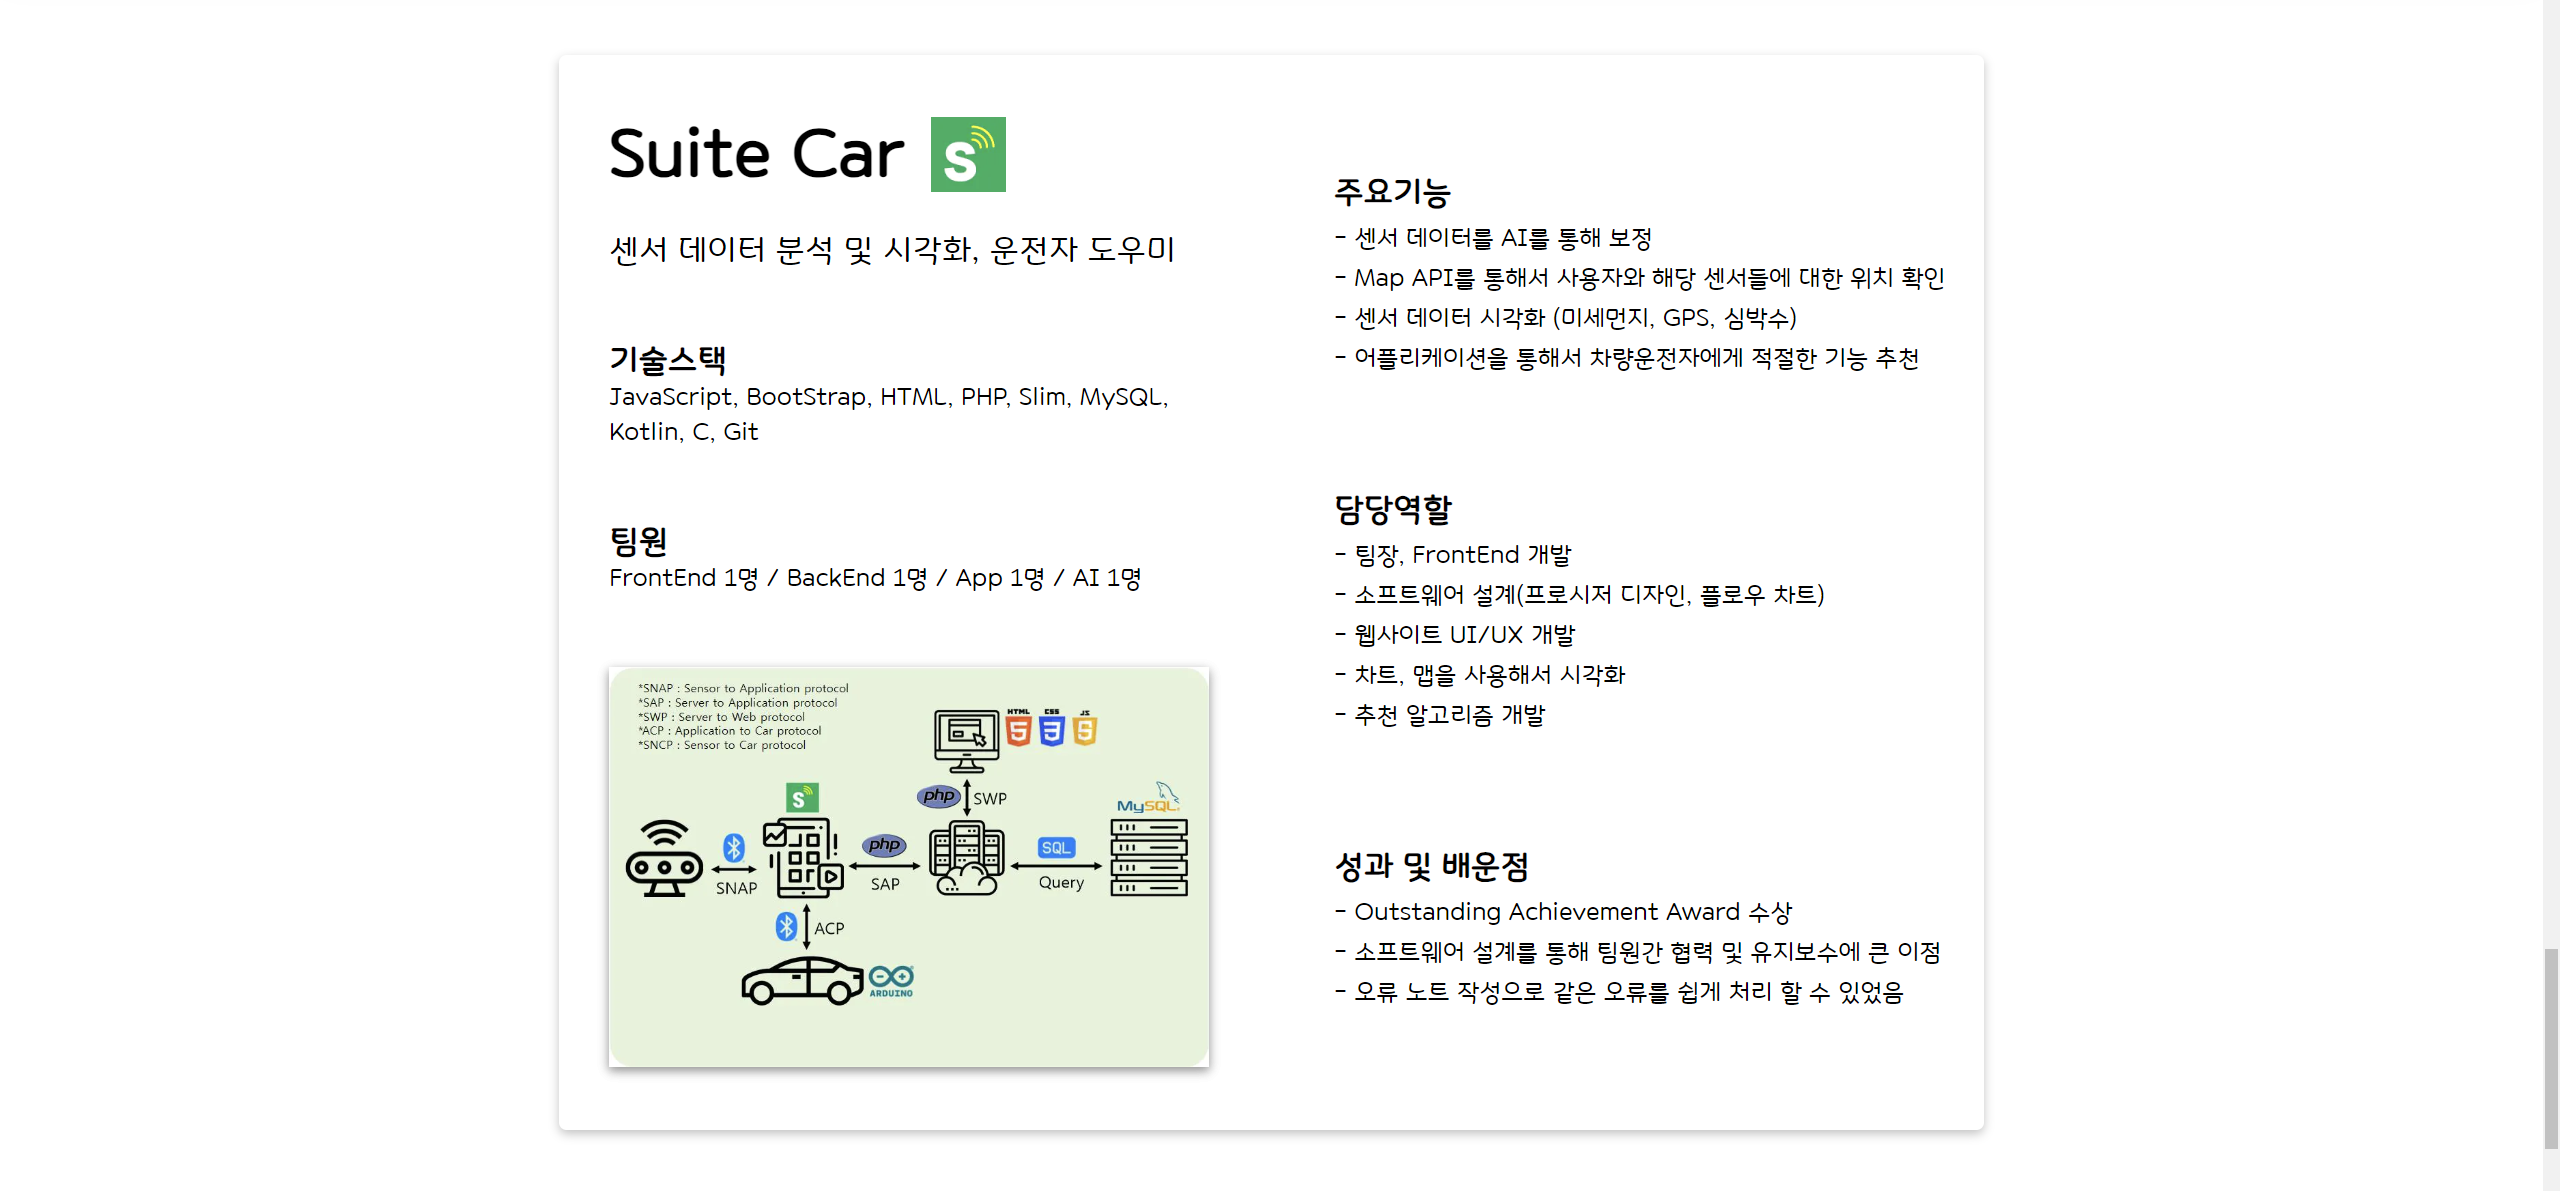 Suite Car
S
센서 데이터 분석 및 시각화, 운전자 도우미
기술스택
JavaScript, BootStrap, HTML, PHP, Slim, MySQL,
Kotlin, C, Git
팀원
FrontEnd 1명 / BackEnd 1명 / App 1명 / AI 1명
*SNAP : Sensor to Application protocol
*SAP : Server to Application protocol
*SWP : Server to Web protocol
*ACP : Application to Car protocol
*SNCP : Sensor to Car protocol
HTML CSS JS
5 3 5
php SWP
MySQL
S
php
SQL
SNAP
SAP
Query
ACP
ARDUINO
주요기능
- 센서 데이터를 AI를 통해 보정
- Map API를 통해서 사용자와 해당 센서들에 대한 위치 확인
- 센서 데이터 시각화 (미세먼지, GPS, 심박수)
- 어플리케이션을 통해서 차량운전자에게 적절한 기능 추천
담당역할
- 팀장, FrontEnd 개발
- 소프트웨어 설계(프로시저 디자인, 플로우 차트)
- 웹사이트 UI/UX 개발
- 차트, 맵을 사용해서 시각화
- 추천 알고리즘 개발
성과 및 배운점
- Outstanding Achievement Award 수상
- 소프트웨어 설계를 통해 팀원간 협력 및 유지보수에 큰 이점
- 오류 노트 작성으로 같은 오류를 쉽게 처리 할 수 있었음